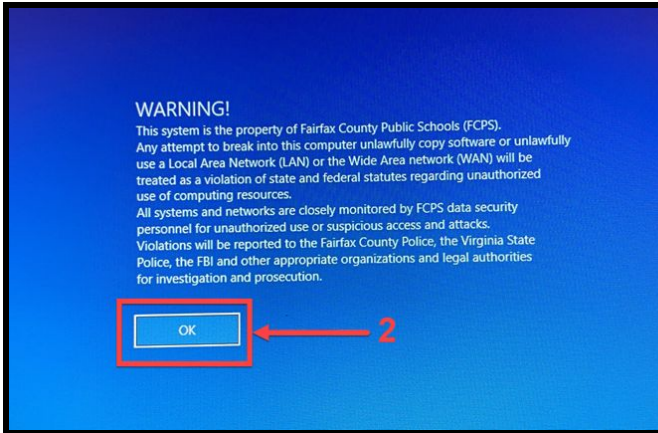 WARNING!
This system is the property of Fairfax County Public Schools (FCPS).
Any attempt to break into this computer unlawfully copy software or unlawfully
use a Local Area Network (LAN) or the Wide Area network (WAN) will be
treated as a violation of state and federal statutes regarding unauthorized
use of computing resources.
All systems and networks are closely monitored by FCPS data security
personnel for unauthorized use or suspicious access and attacks.
Violations will be reported to the Fairfax County Police, the Virginia State
Police, the FBI and other appropriate organizations and legal authorities
for investigation and prosecution.
OK
2